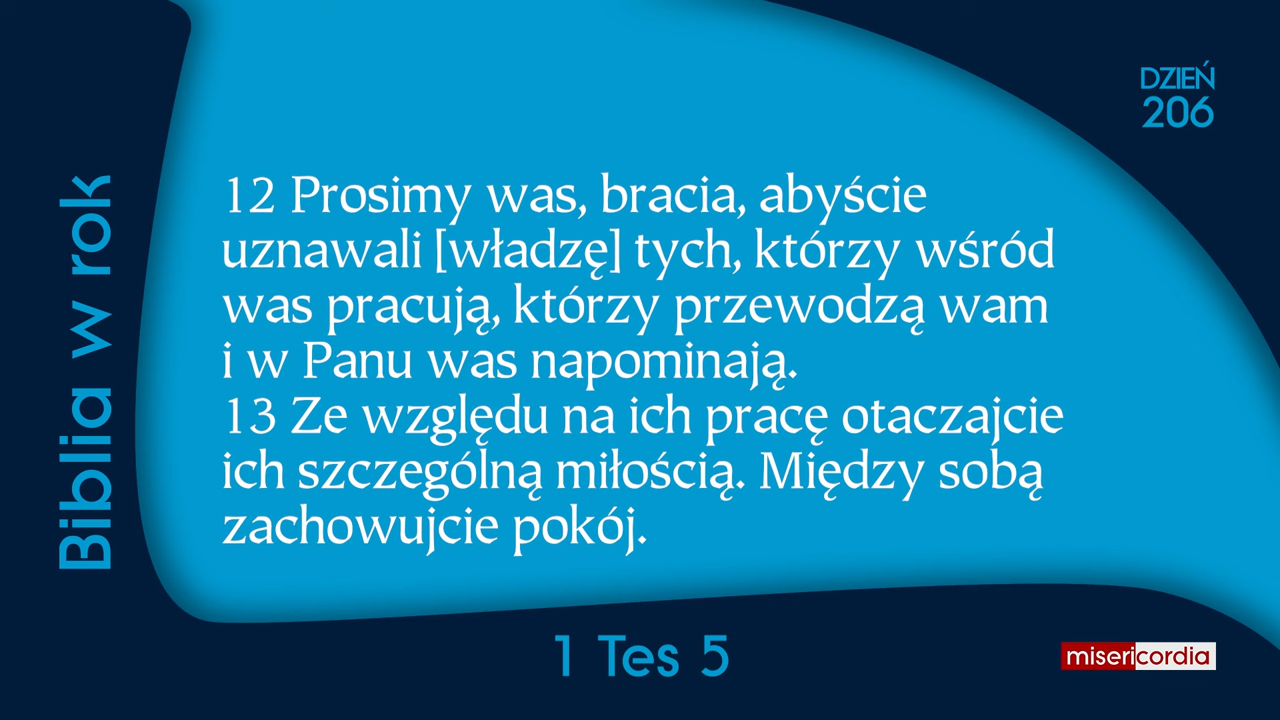 DZIEŃ
206
Biblia w rok
12 Prosimy was, bracia, abyście
uznawali [władzę] tych, którzy wśród
was pracują, którzy przewodzą wam
i w Panu was napominają.
13 Ze względu na ich pracę otaczajcie
ich szczególną miłością. Między sobą
zachowujcie pokój.
1 Tes 5
misericordia